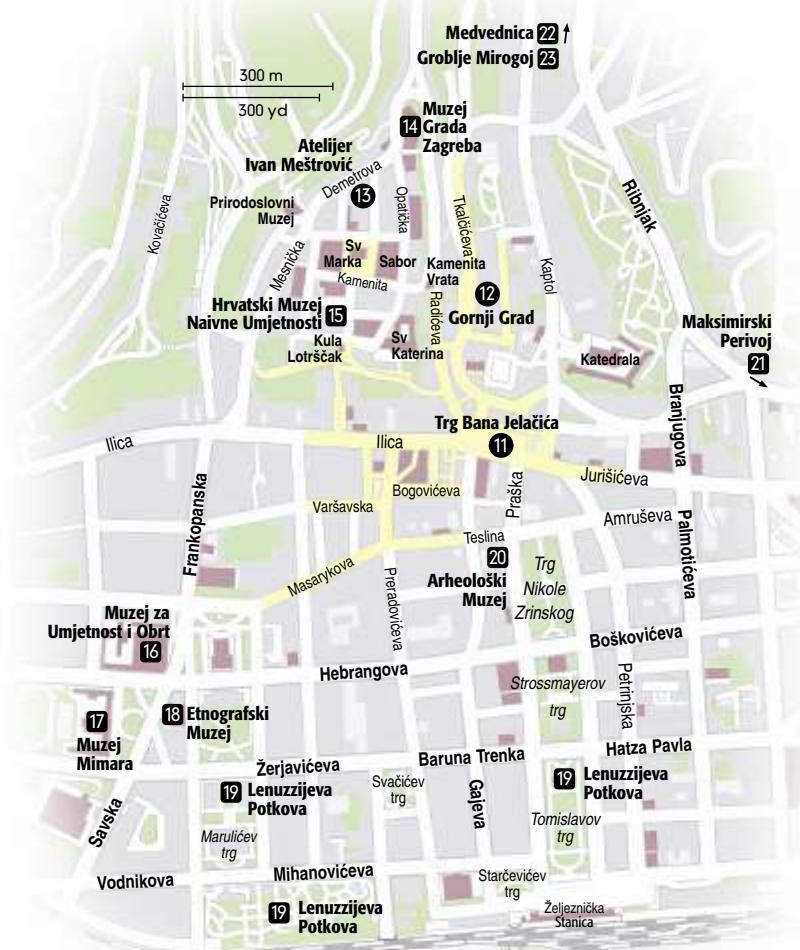 Medvednica 22
Groblje Mirogoj 23
300 m
300 yd
14 Muzej
Grada
Zagreba
Atelijer
Ivan Meštrović
Demetrova
13
Kovačićeva
Prirodoslovni
Muzej
Opatička
Tkalčićeva
Ribnjak
Mesnička
Sv
Marka
Sabor
Kamenita
Kamenita
Vrata
Kaptol
12
Gornji Grad
Radićeva
Hrvatski Muzej
Naivne Umjetnosti
15
Kula
Lotrščak
Sv
Katerina
Katedrala
Maksimirski
Perivoj
21
Branjugova
Trg Bana Jelačića
11
Ilica
Ilica
Jurišićeva
Praška
Bogovićeva
Varšavska
Frankopanska
Amruševa
Palmotićeva
Teslina
20
Arheološki
Muzej
Trg
Nikole
Zrinskog
Masarykova
Preradovićeva
Muzej za
Umjetnost i Obrt
16
Boškovićeva
Hebrangova
Petrinjska
Strossmayerov
trg
17
Muzej
Mimara
18 Etnografski
Muzej
Hatza Pavla
Baruna Trenka
Žerjavićeva
19 Lenuzzijeva
Potkova
Svačićev
trg
Gajeva
19 Lenuzzijeva
Potkova
Savska
Marulićev
trg
Tomislavov
trg
Vodnikova
Mihanovićeva
Starčevićev
trg
19 Lenuzzijeva
Potkova
Željeznička
Stanica